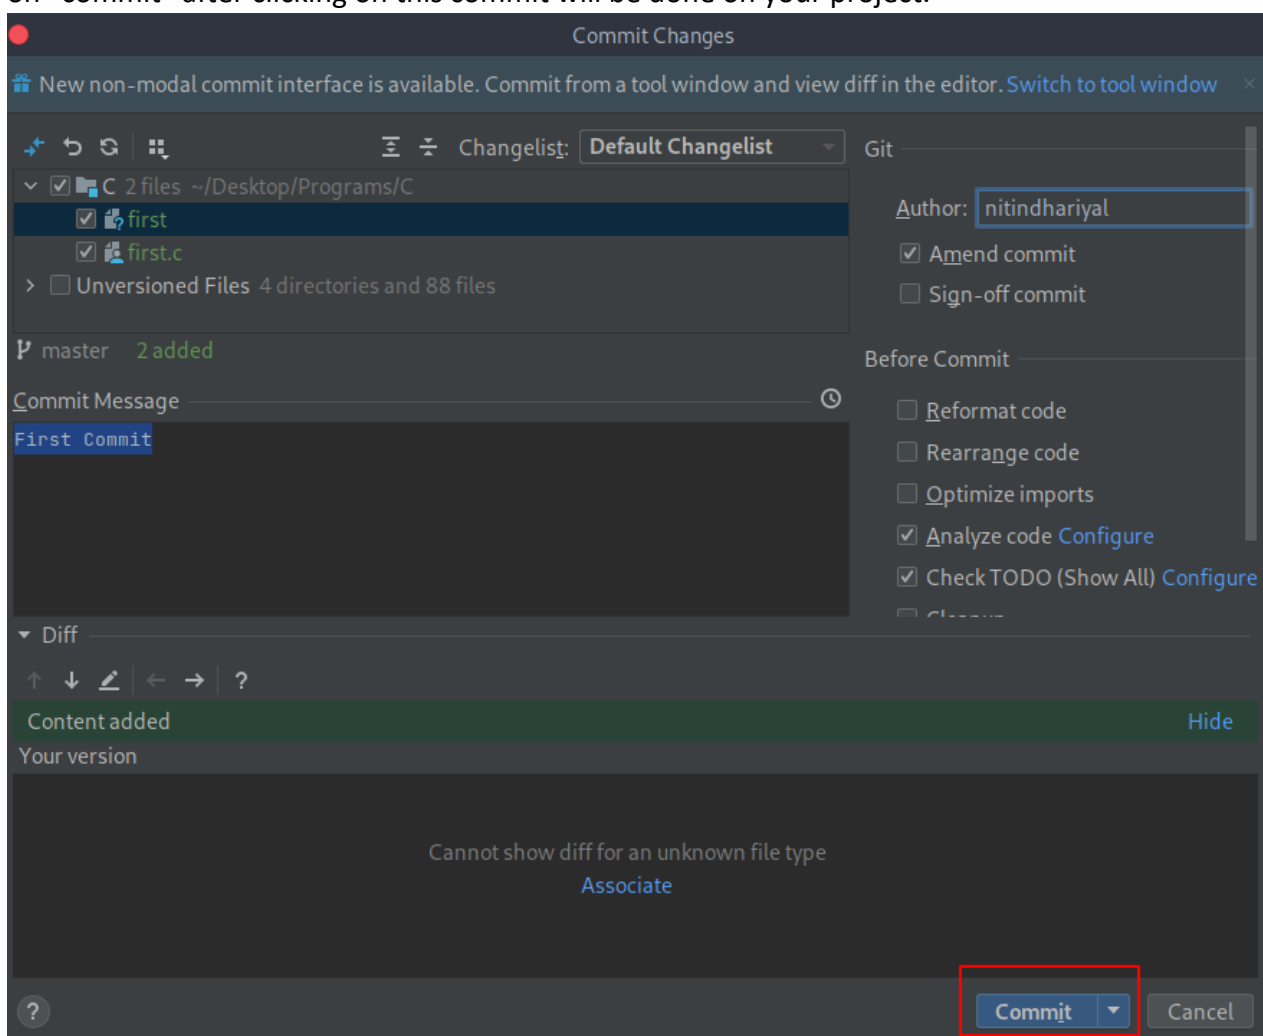 Commit Changes
New non-modal commit interface is available. Commit from a tool window and view diff in the editor. Switch to tool window
Changelist: Default Changelist
C 2 files ~/Desktop/Programs/C
first
first.c
Unversioned Files 4 directories and 88 files
master 2 added
Commit Message
First Commit
Git
Author: nitindhariyal
Amend commit
Sign-off commit
Before Commit
Reformat code
Rearrange code
Optimize imports
Analyze code Configure
Check TODO (Show All) Configure
Diff
?
Content added Hide
Your version
Cannot show diff for an unknown file type
Associate
? Commit Cancel